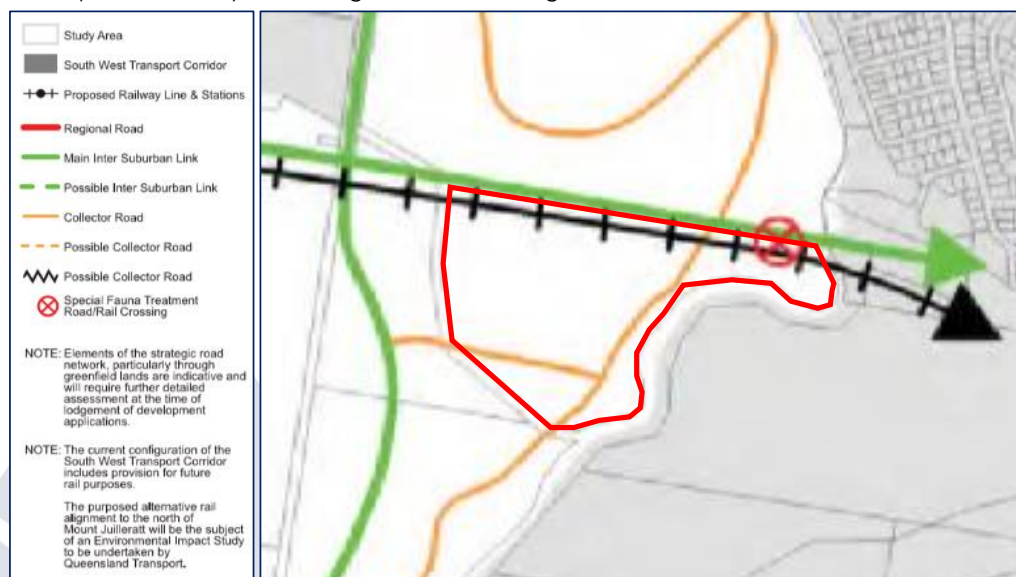 Study Area
South West Transport Corridor
Proposed Railway Line & Stations
Regional Road
Main Inter Suburban Link
Possible Inter Suburban Link
Collector Road
Possible Collector Road
Possible Collector Road
Special Fauna Treatment
Road/Rail Crossing
NOTE: Elements of the strategic road
network, particularly through
greenfield lands are indicative and
will require further detailed
assessment at the time of
lodgement of development
applications.
NOTE: The current configuration of the
South West Transport Corridor
includes provision for future
rail purposes.
The purposed alternative rail
alignment to the north of
Mount Juilleratt will be the subject
of an Environmental Impact Study
to be undertaken by
Queensland Transport.